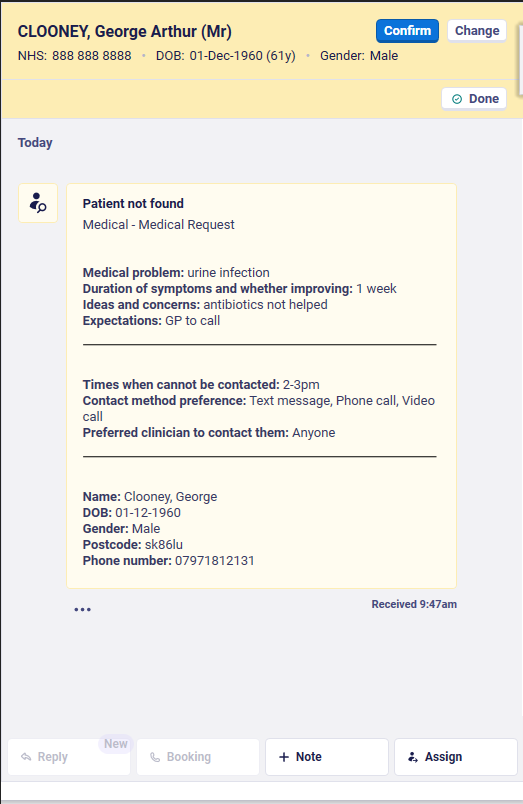 CLOONEY, George Arthur (Mr)
Confirm
Change
NHS: 888 888 8888 • DOB: 01-Dec-1960 (61y) • Gender: Male
Done
Today
Patient not found
Medical - Medical Request
Medical problem: urine infection
Duration of symptoms and whether improving: 1 week
Ideas and concerns: antibiotics not helped
Expectations: GP to call
Times when cannot be contacted: 2-3pm
Contact method preference: Text message, Phone call, Video
call
Preferred clinician to contact them: Anyone
Name: Clooney, George
DOB: 01-12-1960
Gender: Male
Postcode: sk86lu
Phone number: 07971812131
Received 9:47am
New
Reply
Booking
Note
Assign